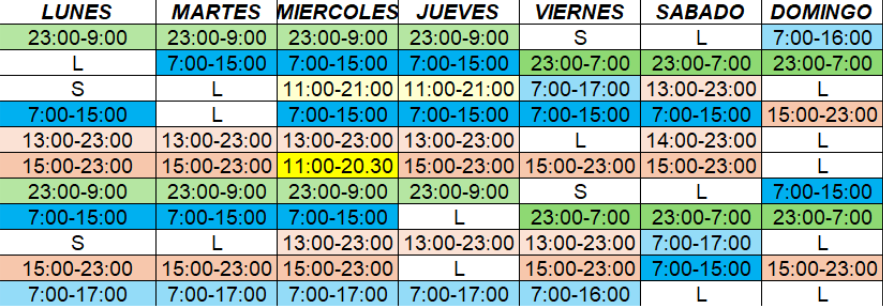 LUNES MARTES MIERCOLES JUEVES VIERNES SABADO DOMINGO
23:00-9:00 23:00-9:00 23:00-9:00 23:00-9:00 S L 7:00-16:00
L 7:00-15:00 7:00-15:00 7:00-15:00 23:00-7:00 23:00-7:00 23:00-7:00
S L 11:00-21:00 11:00-21:00 7:00-17:00 13:00-23:00 L
7:00-15:00 L 7:00-15:00 7:00-15:00 7:00-15:00 7:00-15:00 15:00-23:00
13:00-23:00 13:00-23:00 13:00-23:00 13:00-23:00 L 14:00-23:00 L
15:00-23:00 15:00-23:00 11:00-20.30 15:00-23:00 15:00-23:00 15:00-23:00 L
23:00-9:00 23:00-9:00 23:00-9:00 23:00-9:00 S L 7:00-15:00
7:00-15:00 7:00-15:00 7:00-15:00 L 23:00-7:00 23:00-7:00 23:00-7:00
S L 13:00-23:00 13:00-23:00 13:00-23:00 7:00-17:00 L
15:00-23:00 15:00-23:00 15:00-23:00 L 15:00-23:00 7:00-15:00 15:00-23:00
7:00-17:00 7:00-17:00 7:00-17:00 7:00-17:00 7:00-16:00 L L